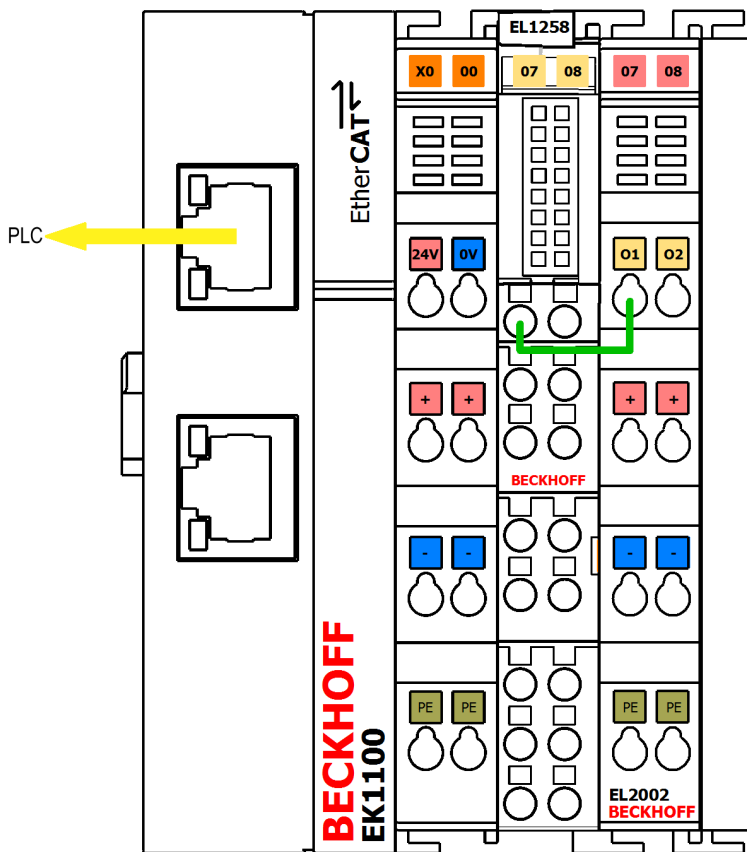 EL1258
X0 00 07 08 07 08
EtherCAT
PLC
24V 0V O1 O2
+ + + +
BECKHOFF
- - - -
BECKHOFF
EK1100
PE PE PE PE
EL2002
BECKHOFF